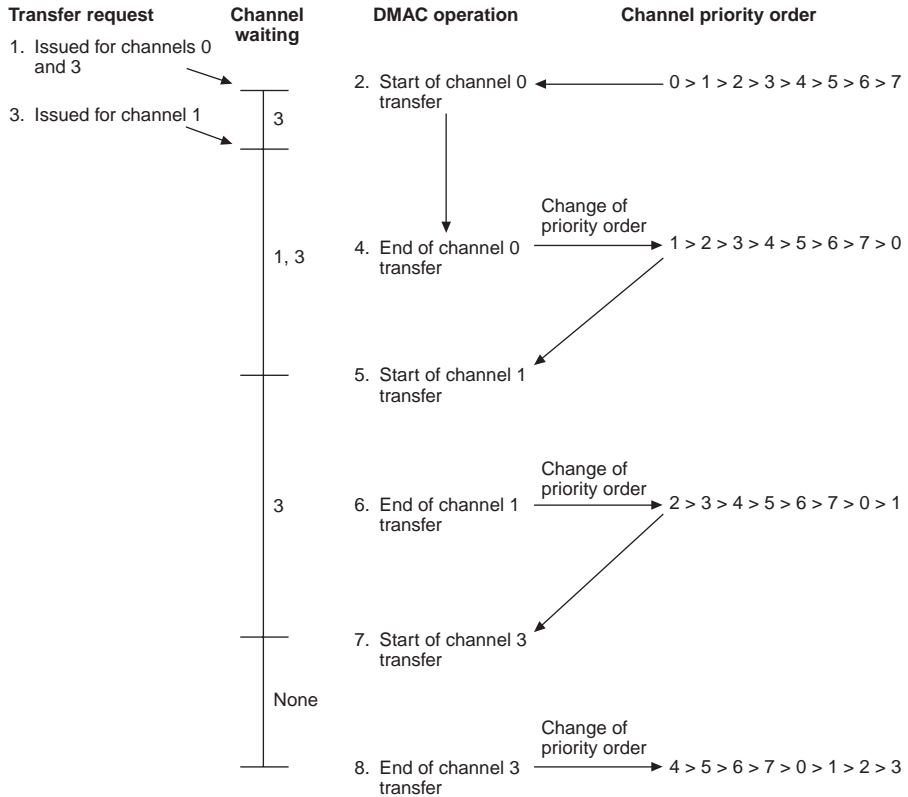 Transfer request
Channel
waiting
DMAC operation
Channel priority order
1. Issued for channels 0
and 3
2. Start of channel 0
transfer
0 > 1 > 2 > 3 > 4 > 5 > 6 > 7
3. Issued for channel 1
3
Change of
priority order
1, 3
4. End of channel 0
transfer
1 > 2 > 3 > 4 > 5 > 6 > 7 > 0
5. Start of channel 1
transfer
Change of
priority order
3
6. End of channel 1
transfer
2 > 3 > 4 > 5 > 6 > 7 > 0 > 1
7. Start of channel 3
transfer
None
Change of
priority order
8. End of channel 3
transfer
4 > 5 > 6 > 7 > 0 > 1 > 2 > 3